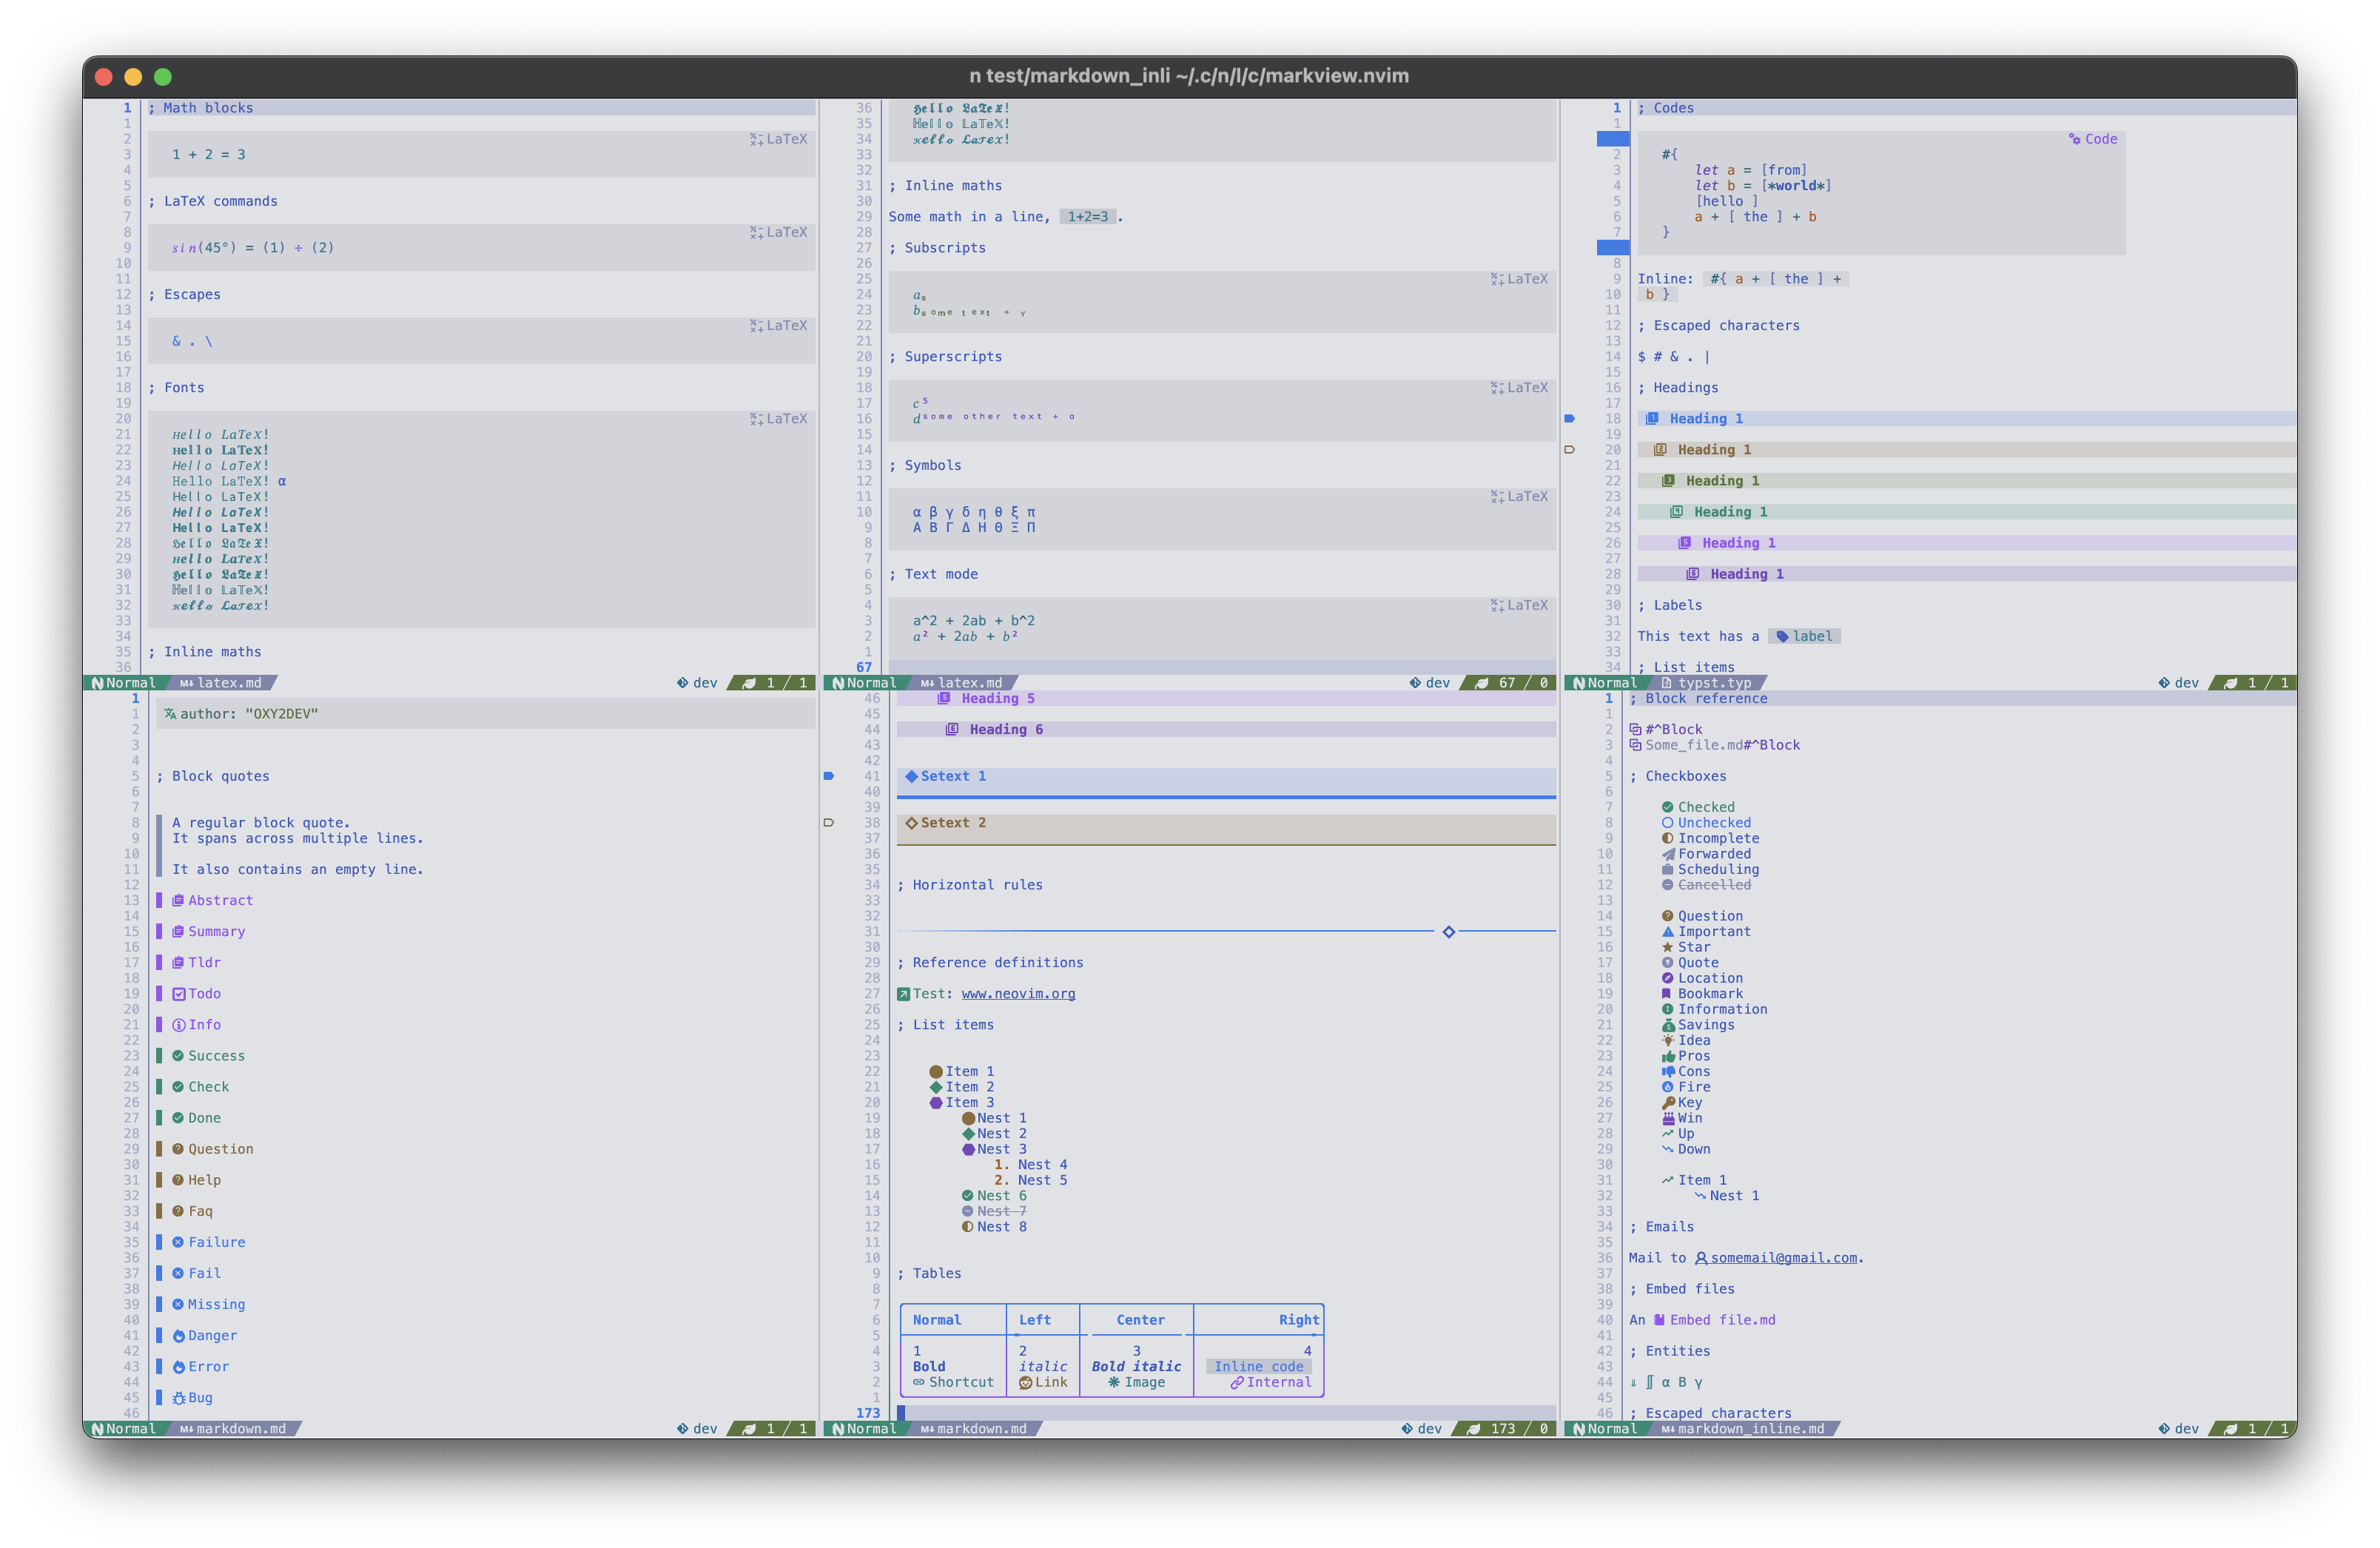 n test/markdown_inli ~/.c/n/l/c/markview.nvim
1 ; Math blocks
1
2 LaTeX
3 1 + 2 = 3
4
5
6 ; LaTeX commands
7
8 LaTeX
9 𝑠𝑖𝑛(45°) = (1) ÷ (2)
10
11
12 ; Escapes
13
14 LaTeX
15 & . \
16
17
18 ; Fonts
19
20 LaTeX
21 Hello LaTeX!
22 Hello LaTeX!
23 Hello LaTeX!
24 Hello LaTeX! α
25 Hello LaTeX!
26 Hello LaTeX!
27 Hello LaTeX!
28 Hello LaTeX!
29 Hello LaTeX!
30 Hello LaTeX!
31 Hello LaTeX!
32 Hello LaTeX!
33
34
35 ; Inline maths
36
Normal latex.md dev 1 / 1
36 Hello LaTeX!
35 Hello LaTeX!
34 Hello LaTeX!
33
32
31 ; Inline maths
30
29 Some math in a line, 1+2=3 .
28
27 ; Subscripts
26
25 LaTeX
24 𝑎ₛ
23 𝑏ₛₒₘₑ ₜₑₓₜ ₊ ᵧ
22
21
20 ; Superscripts
19
18 LaTeX
17 𝑐⁵
16 𝑑ˢᵒᵐᵉ ᵒᵗʰᵉʳ ᵗᵉˣᵗ ⁺ ᵅ
15
14
13 ; Symbols
12
11 LaTeX
10 α β γ δ η θ ξ π
9 Α Β Γ Δ Η Θ Ξ Π
8
7
6 ; Text mode
5
4 LaTeX
3 a^2 + 2ab + b^2
2 𝑎² + 2𝑎𝑏 + 𝑏²
1
67
Normal latex.md dev 67 / 0
1 ; Codes
1
Code
2 #{
3 let a = [from]
4 let b = [*world*]
5 [hello ]
6 a + [ the ] + b
7 }
8
9 Inline: #{ a + [ the ] +
10 b }
11
12 ; Escaped characters
13
14 $ # & . |
15
16 ; Headings
17
18 1 Heading 1
19
20 2 Heading 1
21
22 3 Heading 1
23
24 4 Heading 1
25
26 5 Heading 1
27
28 6 Heading 1
29
30 ; Labels
31
32 This text has a label
33
34 ; List items
Normal typst.typ dev 1 / 1
1
1 author: "OXY2DEV"
2
3
4
5 ; Block quotes
6
7
8 A regular block quote.
9 It spans across multiple lines.
10
11 It also contains an empty line.
12
13 Abstract
14
15 Summary
16
17 Tldr
18
19 Todo
20
21 Info
22
23 Success
24
25 Check
26
27 Done
28
29 Question
30
31 Help
32
33 Faq
34
35 Failure
36
37 Fail
38
39 Missing
40
41 Danger
42
43 Error
44
45 Bug
46
Normal markdown.md dev 1 / 1
46 5 Heading 5
45
44 6 Heading 6
43
42
41 Setext 1
40
39
38 Setext 2
37
36
35
34 ; Horizontal rules
33
32
31
30
29 ; Reference definitions
28
27 Test: www.neovim.org
26
25 ; List items
24
23
22 Item 1
21 Item 2
20 Item 3
19 Nest 1
18 Nest 2
17 Nest 3
16 1. Nest 4
15 2. Nest 5
14 Nest 6
13 Nest 7
12 Nest 8
11
10
9 ; Tables
8
7
6 Normal Left Center Right
5
4 1 2 3 4
3 Bold italic Bold italic Inline code
2 Shortcut Link Image Internal
1
173
Normal markdown.md dev 173 / 0
1 ; Block reference
1
2 #^Block
3 Some_file.md#^Block
4
5 ; Checkboxes
6
7 Checked
8 Unchecked
9 Incomplete
10 Forwarded
11 Scheduling
12 Cancelled
13
14 Question
15 Important
16 Star
17 Quote
18 Location
19 Bookmark
20 Information
21 Savings
22 Idea
23 Pros
24 Cons
25 Fire
26 Key
27 Win
28 Up
29 Down
30
31 Item 1
32 Nest 1
33
34 ; Emails
35
36 Mail to somemail@gmail.com.
37
38 ; Embed files
39
40 An Embed file.md
41
42 ; Entities
43
44 ⇓ ∬ α Β γ
45
46 ; Escaped characters
Normal markdown_inline.md dev 1 / 1